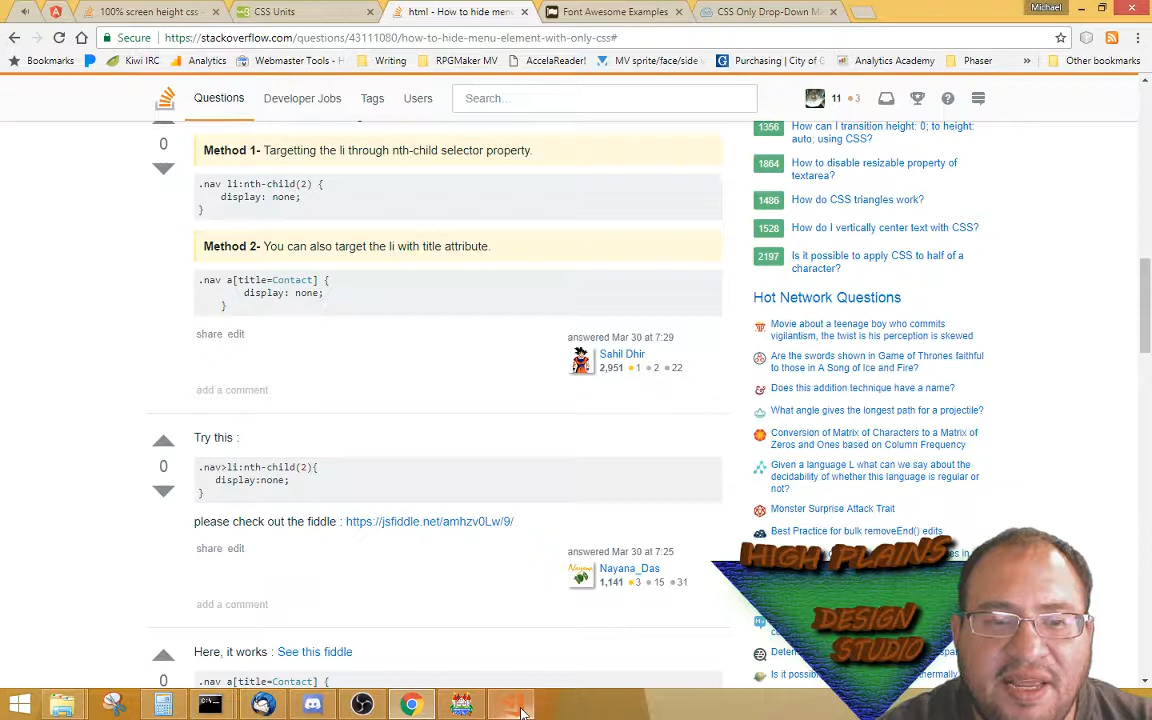 100% screen height css
CSS Units
html - How to hide menu
Font Awesome Examples
CSS Only Drop-Down M
Michael
Secure
https://stackoverflow.com/questions/43111080/how-to-hide-menu-element-with-only-css#
Bookmarks
Kiwi IRC
Analytics
Webmaster Tools - H
Writing
RPGMaker MV
AccelaReader!
MV sprite/face/side v
Purchasing | City of C
Analytics Academy
Phaser
Other bookmarks
Questions
Developer Jobs
Tags
Users
Search...
11
3
0
Method 1- Targetting the li through nth-child selector property.
.nav li:nth-child(2) {
display: none;
}
Method 2- You can also target the li with title attribute.
.nav a[title=Contact] {
display: none;
}
share edit
answered Mar 30 at 7:29
Sahil Dhir
2,951 1 2 22
add a comment
Try this :
0
.nav>li:nth-child(2){
display:none;
}
please check out the fiddle : https://jsfiddle.net/amhzv0Lw/9/
share edit
answered Mar 30 at 7:25
Nayana_Das
1,141 3 15 31
add a comment
Here, it works : See this fiddle
0
.nav a[title=Contact] {
1356
How can I transition height: 0; to height:
auto; using CSS?
1864
How to disable resizable property of
textarea?
1486
How do CSS triangles work?
1528
How do I vertically center text with CSS?
2197
Is it possible to apply CSS to half of a
character?
Hot Network Questions
Movie about a teenage boy who commits
vigilantism, the twist is his perception is skewed
Are the swords shown in Game of Thrones faithful
to those in A Song of Ice and Fire?
Does this addition technique have a name?
What angle gives the longest path for a projectile?
Conversion of Matrix of Characters to a Matrix of
Zeros and Ones based on Column Frequency
Given a language L what can we say about the
decidability of whether this language is regular or
not?
Monster Surprise Attack Trait
Best Practice for bulk removeEnd() edits
HIGH PLAINS
DESIGN
STUDIO